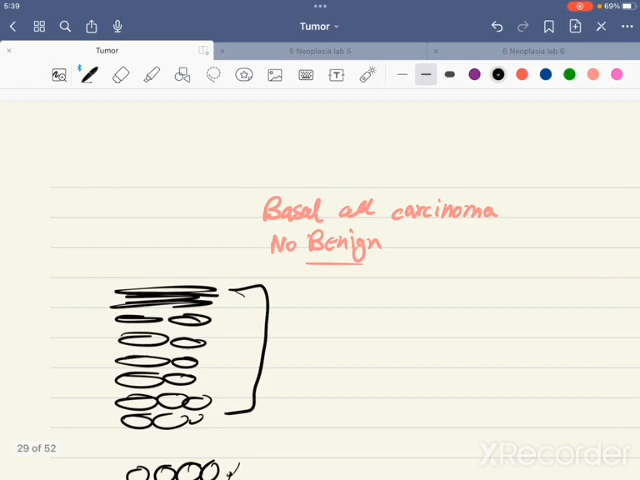 5:39
69%
Tumor
Tumor
5 Neoplasia lab 5
6 Neoplasia lab 6
Basal cell carcinoma
No Benign
29 of 52
XRecorder